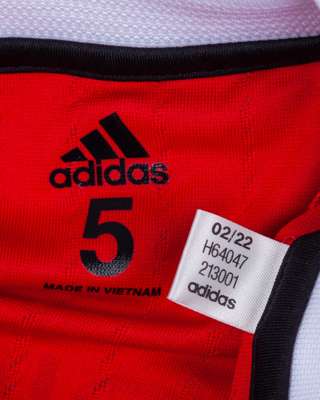 adidas
5
MADE IN VIETNAM
02/22
H64047
213001
adidas